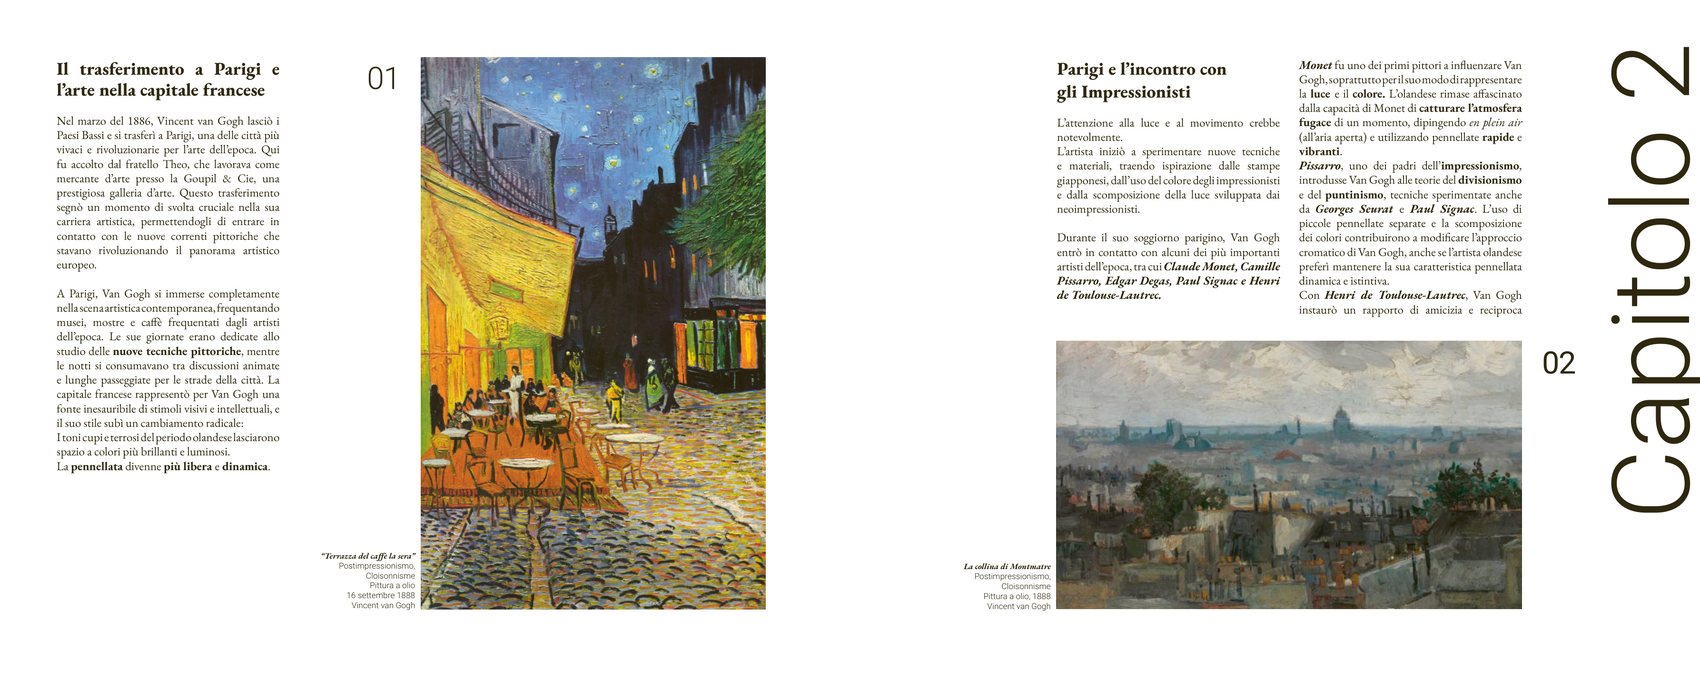 Il trasferimento a Parigi e
l'arte nella capitale francese
Nel marzo del 1886, Vincent van Gogh lasciò i
Paesi Bassi e si trasferì a Parigi, una delle città più
vivaci e rivoluzionarie per l'arte dell'epoca. Qui
fu accolto dal fratello Theo, che lavorava come
mercante d'arte presso la Goupil & Cie, una
prestigiosa galleria d'arte. Questo trasferimento
segnò un momento di svolta cruciale nella sua
carriera artistica, permettendogli di entrare in
contatto con le nuove correnti pittoriche che
stavano rivoluzionando il panorama artistico
europeo.
A Parigi, Van Gogh si immerse completamente
nella scena artistica contemporanea, frequentando
musei, mostre e caffè frequentati dagli artisti
dell'epoca. Le sue giornate erano dedicate allo
studio delle nuove tecniche pittoriche, mentre
le notti si consumavano tra discussioni animate
e lunghe passeggiate per le strade della città. La
capitale francese rappresentò per Van Gogh una
fonte inesauribile di stimoli visivi e intellettuali, e
il suo stile subì un cambiamento radicale:
I toni cupi e terrosi del periodo olandese lasciarono
spazio a colori più brillanti e luminosi.
La pennellata divenne più libera e dinamica.
01
"Terrazza del caffè la sera"
Postimpressionismo,
Cloisonnisme
Pittura a olio
16 settembre 1888
Vincent van Gogh
Parigi e l'incontro con
gli Impressionisti
L'attenzione alla luce e al movimento crebbe
notevolmente.
L'artista iniziò a sperimentare nuove tecniche
e materiali, traendo ispirazione dalle stampe
giapponesi, dall'uso del colore degli impressionisti
e dalla scomposizione della luce sviluppata dai
neoimpressionisti.
Durante il suo soggiorno parigino, Van Gogh
entrò in contatto con alcuni dei più importanti
artisti dell'epoca, tra cui Claude Monet, Camille
Pissarro, Edgar Degas, Paul Signac e Henri
de Toulouse-Lautrec.
Monet fu uno dei primi pittori a influenzare Van
Gogh, soprattutto per il suo modo di rappresentare
la luce e il colore. L'olandese rimase affascinato
dalla capacità di Monet di catturare l'atmosfera
fugace di un momento, dipingendo en plein air
(all'aria aperta) e utilizzando pennellate rapide e
vibranti.
Pissarro, uno dei padri dell'impressionismo,
introdusse Van Gogh alle teorie del divisionismo
e del puntinismo, tecniche sperimentate anche
da Georges Seurat e Paul Signac. L'uso di
piccole pennellate separate e la scomposizione
dei colori contribuirono a modificare l'approccio
cromatico di Van Gogh, anche se l'artista olandese
preferì mantenere la sua caratteristica pennellata
dinamica e istintiva.
Con Henri de Toulouse-Lautrec, Van Gogh
instaurò un rapporto di amicizia e reciproca
02
La collina di Montmatre
Postimpressionismo,
Cloisonnisme
Pittura a olio, 1888
Vincent van Gogh
Capitolo 2